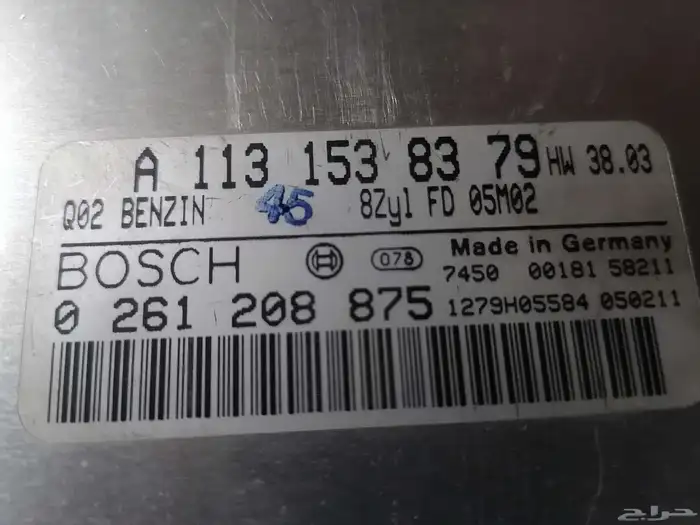 A 113 153 83 79 HW 38.03
Q02 BENZIN 45 8Zyl FD 05M02
BOSCH H 078 Made in Germany
7450 00181 58211
0 261 208 875 1279H05584 050211
حراج